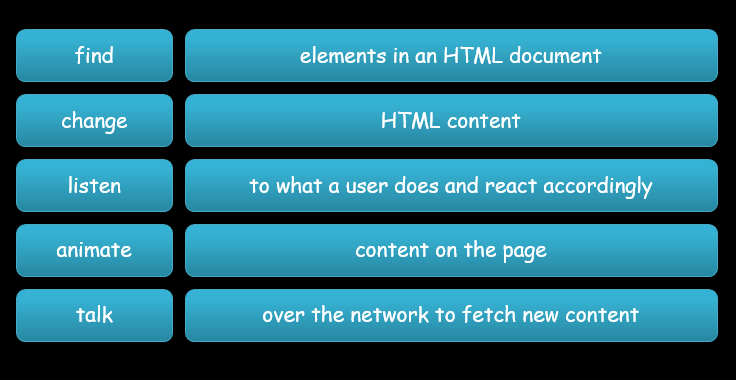 find elements in an HTML document
change HTML content
listen to what a user does and react accordingly
animate content on the page
talk over the network to fetch new content